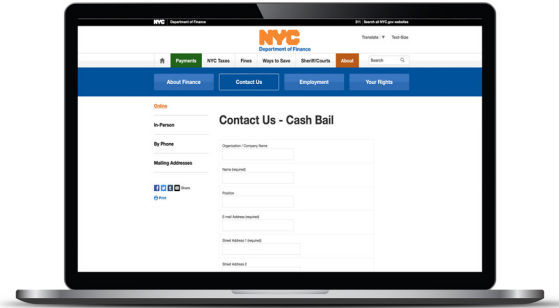 NYC Department of Finance
311 Search all NYC.gov websites
NYC
Department of Finance
Translate ▼ Text-Size
Payments NYC Taxes Fines Ways to Save Sheriff/Courts About Search
About Finance Contact Us Employment Your Rights
Online
In-Person
By Phone
Mailing Addresses
Share
Print
Contact Us - Cash Bail
Organization / Company Name
Name (required)
Position
E-mail Address (required)
Street Address 1 (required)
Street Address 2